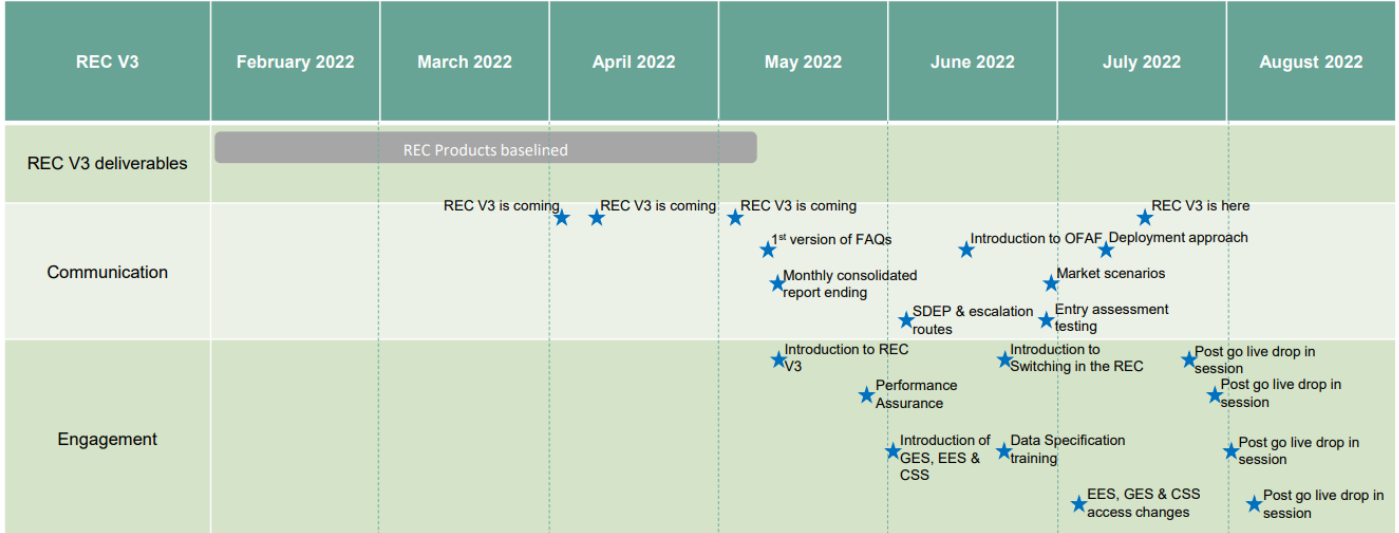 REC V3
February 2022
March 2022
April 2022
May 2022
June 2022
July 2022
August 2022
REC V3 deliverables
REC Products baselined
Communication
REC V3 is coming
REC V3 is coming
REC V3 is coming
REC V3 is here
1st version of FAQs
Introduction to OFAF
Deployment approach
Monthly consolidated
report ending
Market scenarios
SDEP & escalation
routes
Entry assessment
testing
Engagement
Introduction to REC
V3
Introduction to
Switching in the REC
Post go live drop in
session
Performance
Assurance
Post go live drop in
session
Introduction of
GES, EES &
CSS
Data Specification
training
Post go live drop in
session
EES, GES & CSS
access changes
Post go live drop in
session